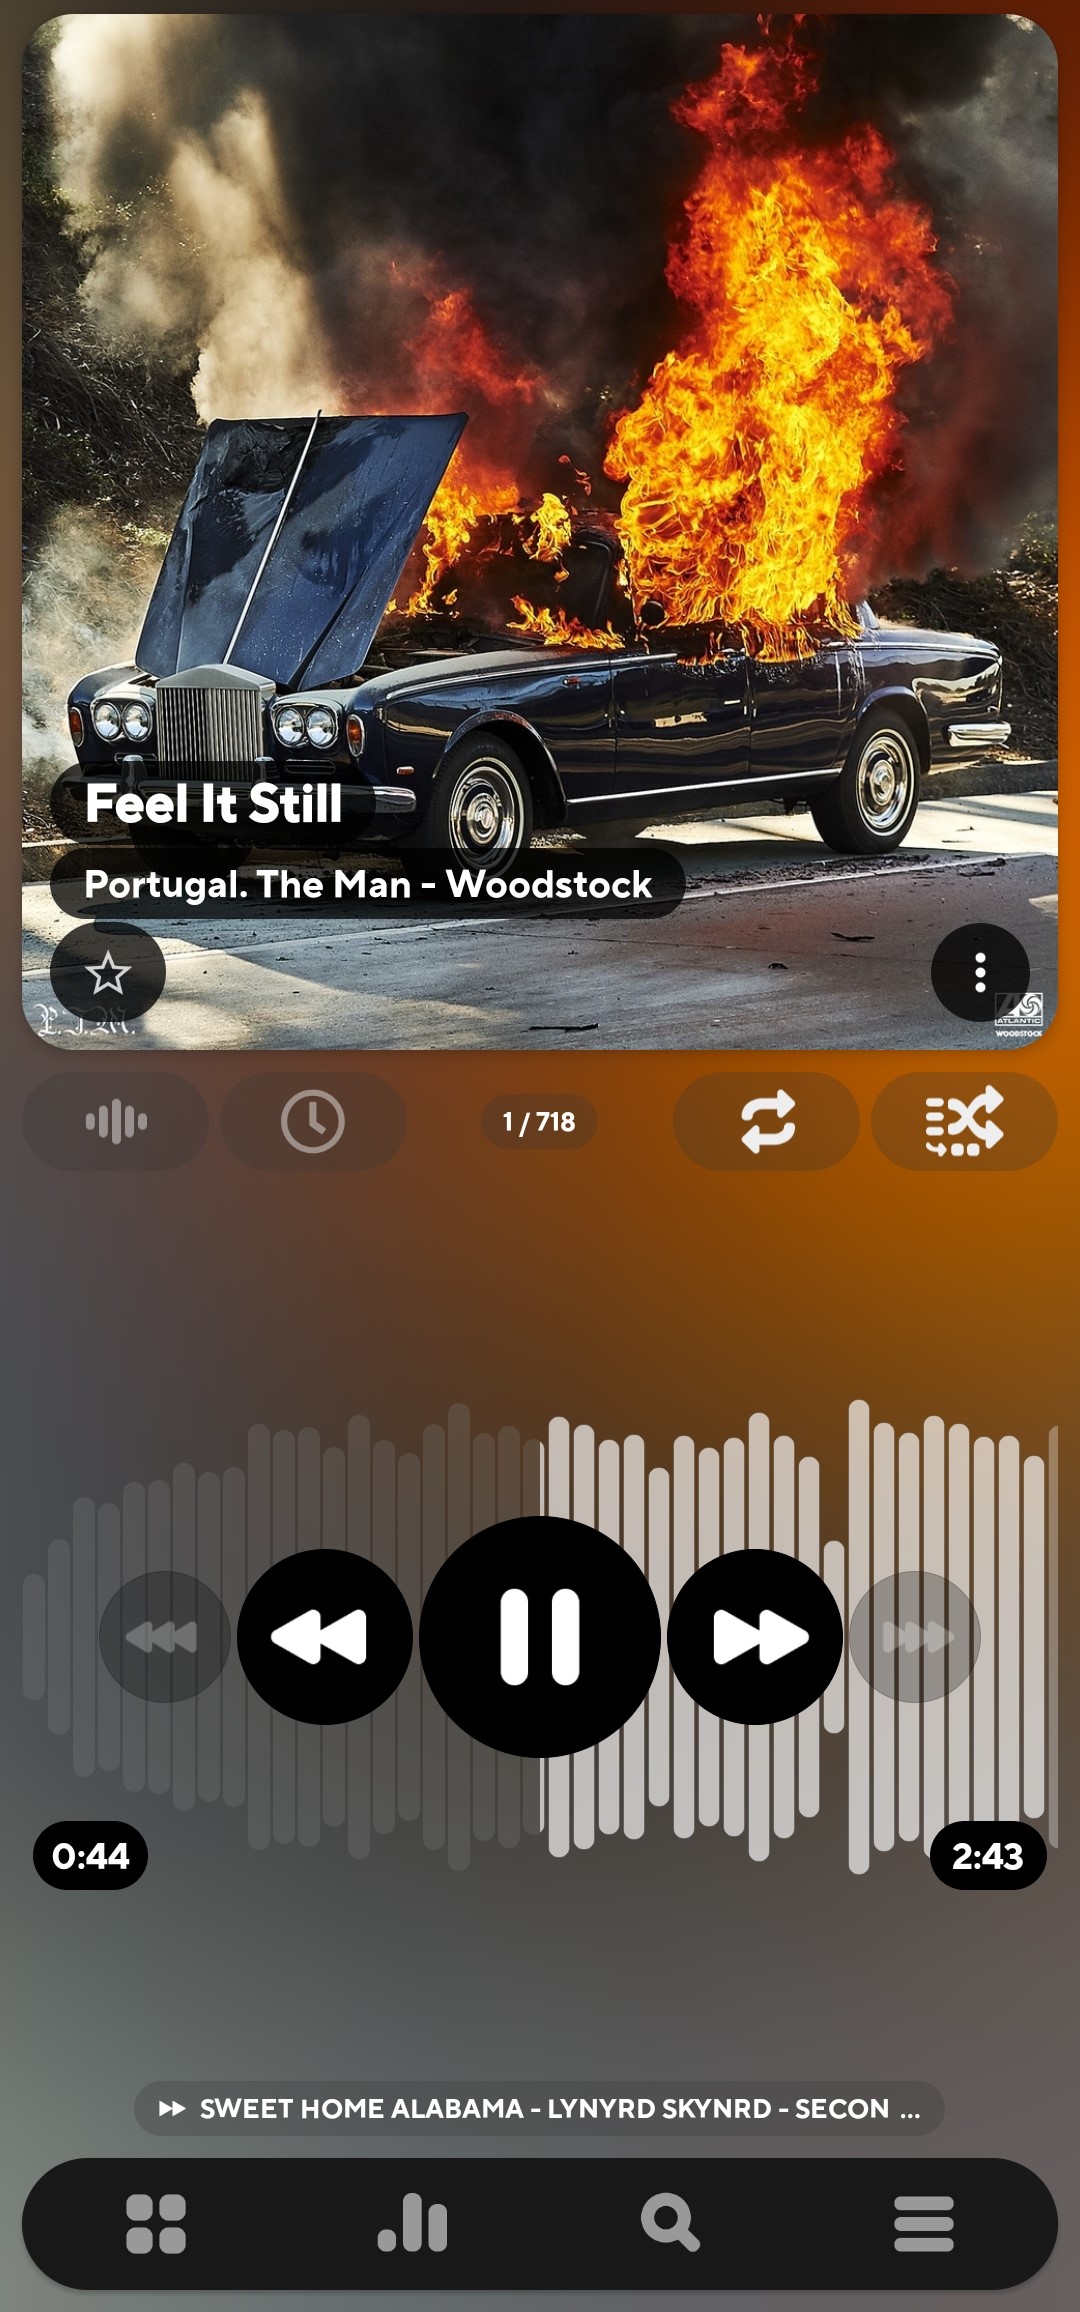 Feel It Still
Portugal. The Man - Woodstock
P.T.M.
ATLANTIC
WOODSTOCK
1 / 718
0:44
2:43
SWEET HOME ALABAMA - LYNYRD SKYNRD - SECON ...